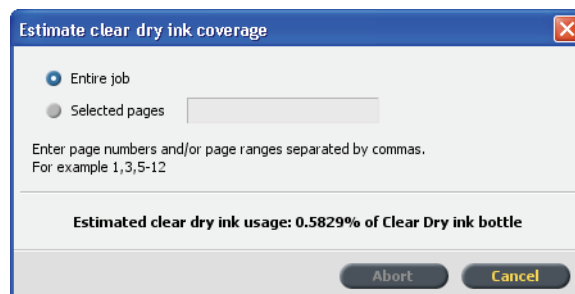 Estimate clear dry ink coverage
Entire job
Selected pages
Enter page numbers and/or page ranges separated by commas.
For example 1,3,5-12
Estimated clear dry ink usage: 0.5829% of Clear Dry ink bottle
Abort Cancel